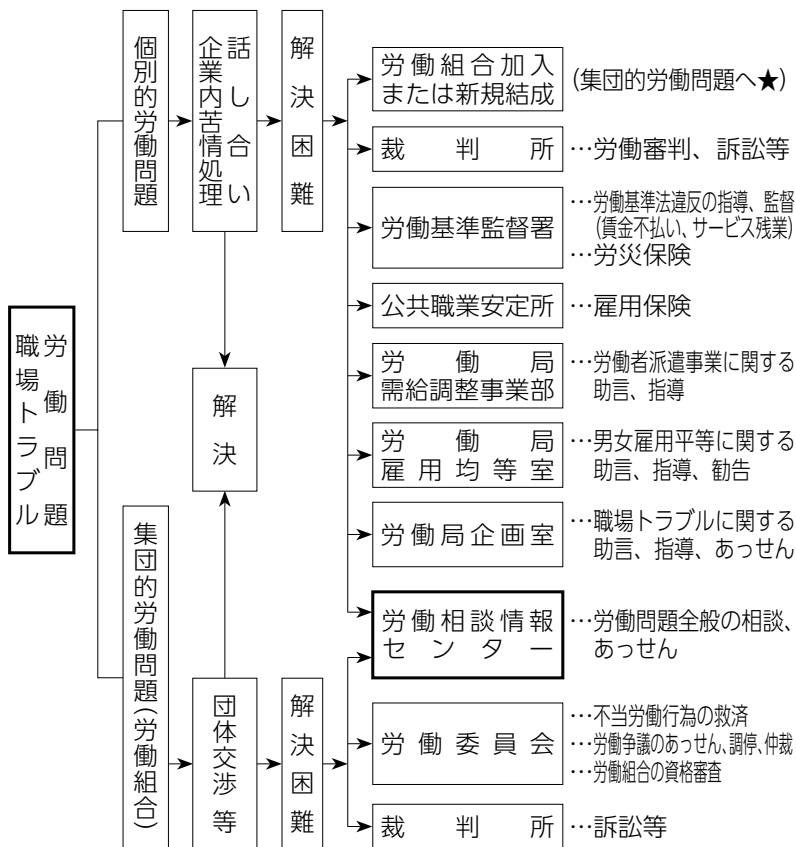 労働問題
職場トラブル
個別的労働問題
話し合い
企業内苦情処理
解決困難
労働組合加入
または新規結成
(集団的労働問題へ★)
裁判所
…労働審判、訴訟等
労働基準監督署
…労働基準法違反の指導、監督
(賃金不払い、サービス残業)
…労災保険
公共職業安定所
…雇用保険
労働局
需給調整事業部
…労働者派遣事業に関する
助言、指導
解決
労働局
雇用均等室
…男女雇用平等に関する
助言、指導、勧告
労働局企画室
…職場トラブルに関する
助言、指導、あっせん
労働相談情報
センター
…労働問題全般の相談、
あっせん
集団的労働問題(労働組合)
団体交渉等
解決困難
労働委員会
…不当労働行為の救済
…労働争議のあっせん、調停、仲裁
…労働組合の資格審査
裁判所
…訴訟等